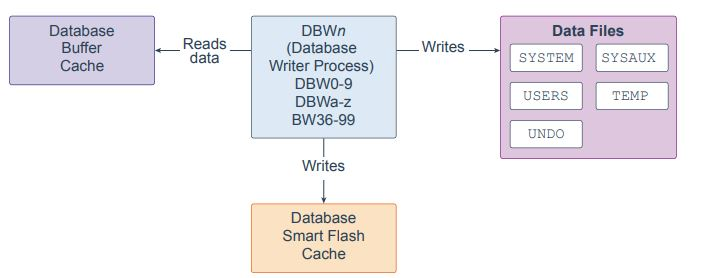 Database
Buffer
Cache
Reads
data
DBWn
(Database
Writer Process)
DBW0-9
DBWa-z
BW36-99
Writes
Data Files
SYSTEM
SYSAUX
USERS
TEMP
UNDO
Writes
Database
Smart Flash
Cache